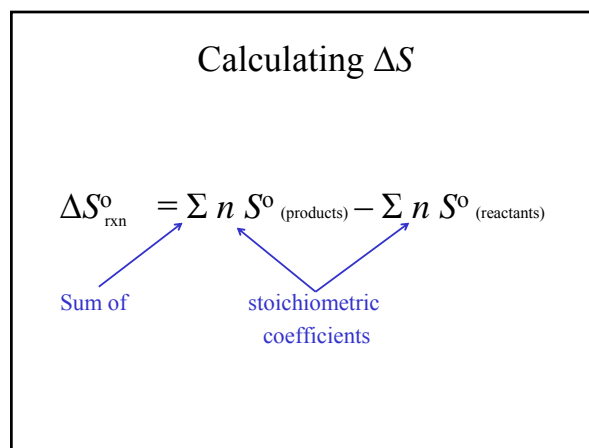 Calculating ΔS
ΔS°rxn = Σ n S° (products) – Σ n S° (reactants)
Sum of
stoichiometric
coefficients